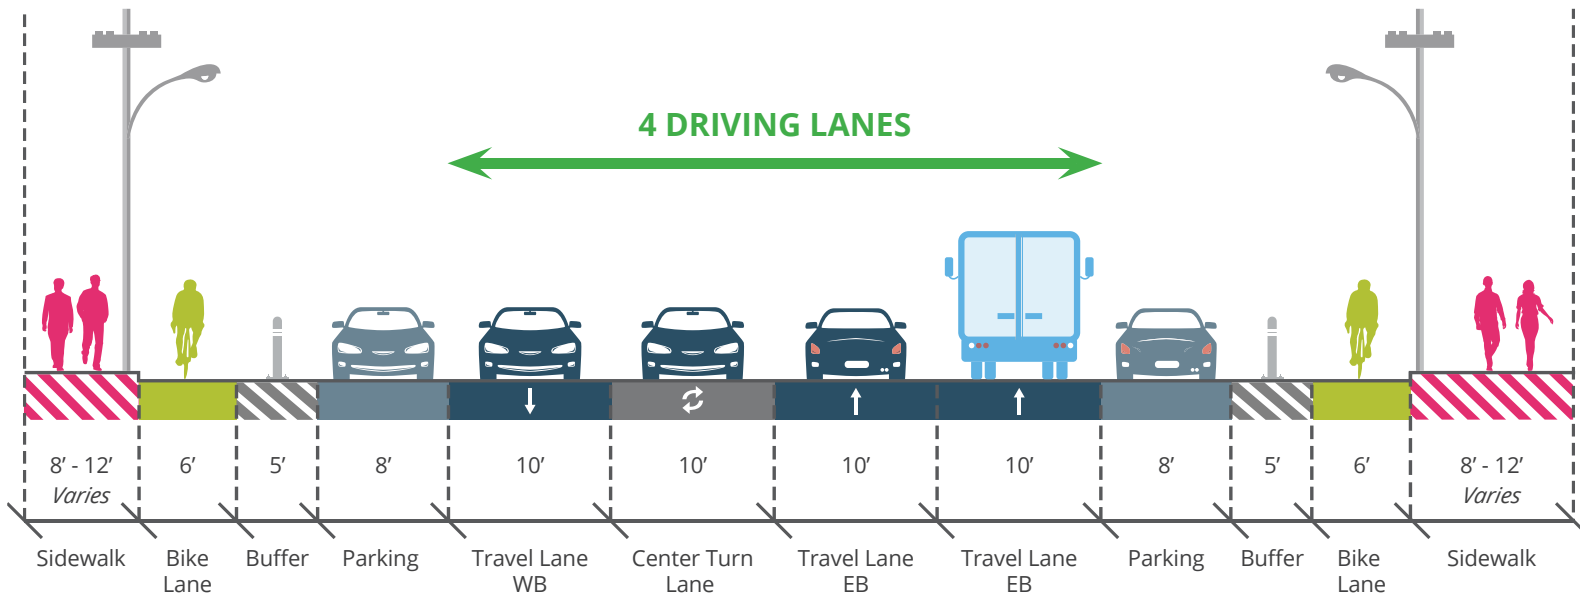 4 DRIVING LANES
8’ - 12’ 6’ 5’ 8’ 10’ 10’ 10’ 10’ 8’ 5’ 6’ 8’ - 12’
Varies Varies
Sidewalk Bike Buffer Parking Travel Lane Center Turn Travel Lane Travel Lane Parking Buffer Bike Sidewalk
Lane WB Lane EB EB Lane